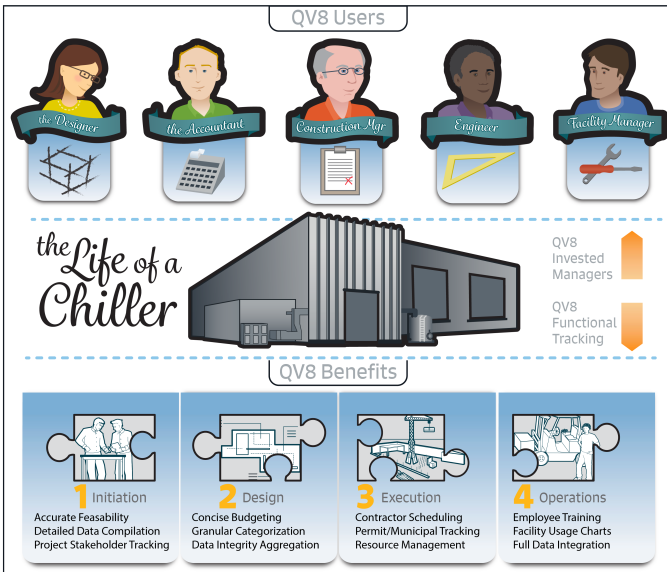 QV8 Users
the Designer
the Accountant
Construction Mgr
Engineer
Facility Manager
the Life of a
Chiller
QV8
Invested
Managers
QV8
Functional
Tracking
QV8 Benefits
1 Initiation
Accurate Feasability
Detailed Data Compilation
Project Stakeholder Tracking
2 Design
Concise Budgeting
Granular Categorization
Data Integrity Aggregation
3 Execution
Contractor Scheduling
Permit/Municipal Tracking
Resource Management
4 Operations
Employee Training
Facility Usage Charts
Full Data Integration